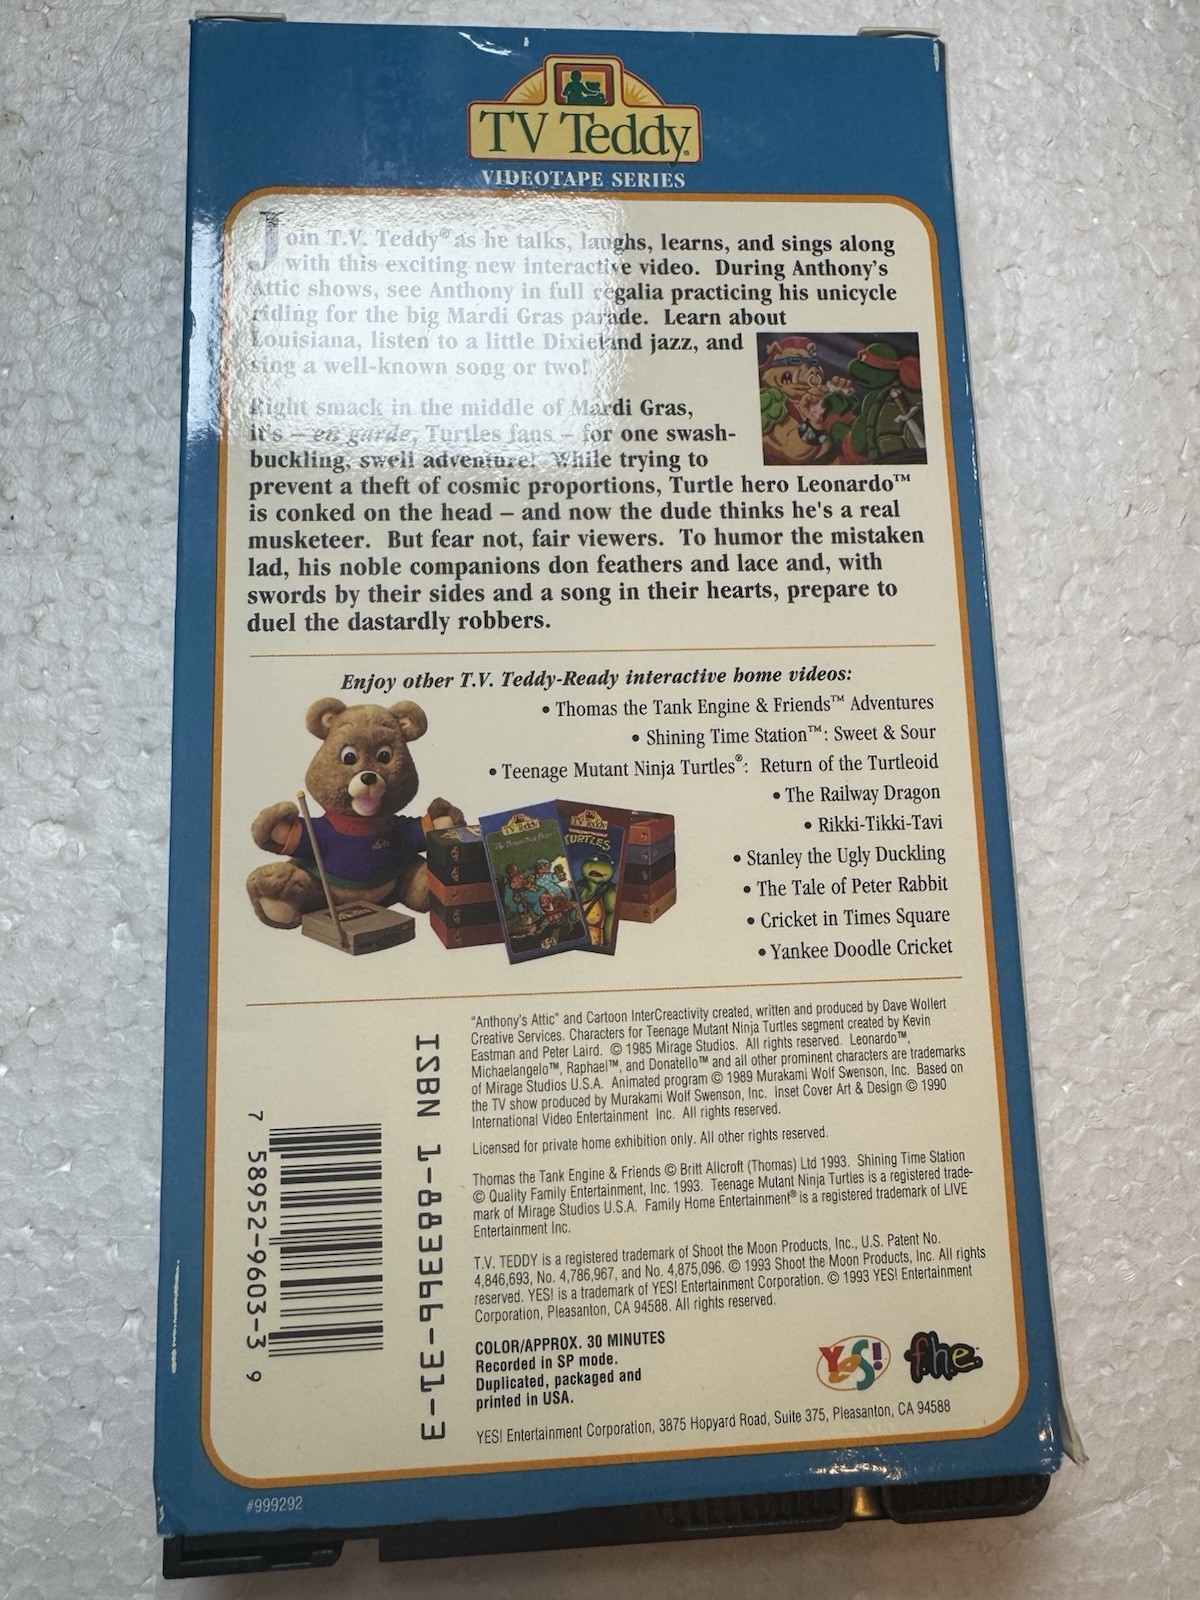 TV Teddy®
VIDEOTAPE SERIES
Join T.V. Teddy® as he talks, laughs, learns, and sings along
with this exciting new interactive video. During Anthony's
Attic shows, see Anthony in full regalia practicing his unicycle
riding for the big Mardi Gras parade. Learn about
Louisiana, listen to a little Dixieland jazz, and
sing a well-known song or two!
Right smack in the middle of Mardi Gras,
it's – en garde, Turtles fans – for one swash-
buckling, swell adventure! While trying to
prevent a theft of cosmic proportions, Turtle hero Leonardo™
is conked on the head – and now the dude thinks he's a real
musketeer. But fear not, fair viewers. To humor the mistaken
lad, his noble companions don feathers and lace and, with
swords by their sides and a song in their hearts, prepare to
duel the dastardly robbers.
Enjoy other T.V. Teddy-Ready interactive home videos:
• Thomas the Tank Engine & Friends™ Adventures
• Shining Time Station™: Sweet & Sour
• Teenage Mutant Ninja Turtles®: Return of the Turtleoid
• The Railway Dragon
• Rikki-Tikki-Tavi
• Stanley the Ugly Duckling
• The Tale of Peter Rabbit
• Cricket in Times Square
• Yankee Doodle Cricket
TV Teddy
TV Teddy
TURTLES
"Anthony's Attic" and Cartoon InterCreactivity created, written and produced by Dave Wollert
Creative Services. Characters for Teenage Mutant Ninja Turtles segment created by Kevin
Eastman and Peter Laird. © 1985 Mirage Studios. All rights reserved. Leonardo™,
Michaelangelo™, Raphael™, and Donatello™ and all other prominent characters are trademarks
of Mirage Studios U.S.A. Animated program © 1989 Murakami Wolf Swenson, Inc. Based on
the TV show produced by Murakami Wolf Swenson, Inc. Inset Cover Art & Design © 1990
International Video Entertainment Inc. All rights reserved.
Licensed for private home exhibition only. All other rights reserved.
Thomas the Tank Engine & Friends © Britt Allcroft (Thomas) Ltd 1993. Shining Time Station
© Quality Family Entertainment, Inc. 1993. Teenage Mutant Ninja Turtles is a registered trade-
mark of Mirage Studios U.S.A. Family Home Entertainment® is a registered trademark of LIVE
Entertainment Inc.
T.V. TEDDY is a registered trademark of Shoot the Moon Products, Inc., U.S. Patent No.
4,846,693, No. 4,786,967, and No. 4,875,096. © 1993 Shoot the Moon Products, Inc. All rights
reserved. YES! is a trademark of YES! Entertainment Corporation. © 1993 YES! Entertainment
Corporation, Pleasanton, CA 94588. All rights reserved.
COLOR/APPROX. 30 MINUTES
Recorded in SP mode.
Duplicated, packaged and
printed in USA.
YES!
fhe
YES! Entertainment Corporation, 3875 Hopyard Road, Suite 375, Pleasanton, CA 94588
ISBN 1-883366-31-3
7 58952-9603-3 9
#999292